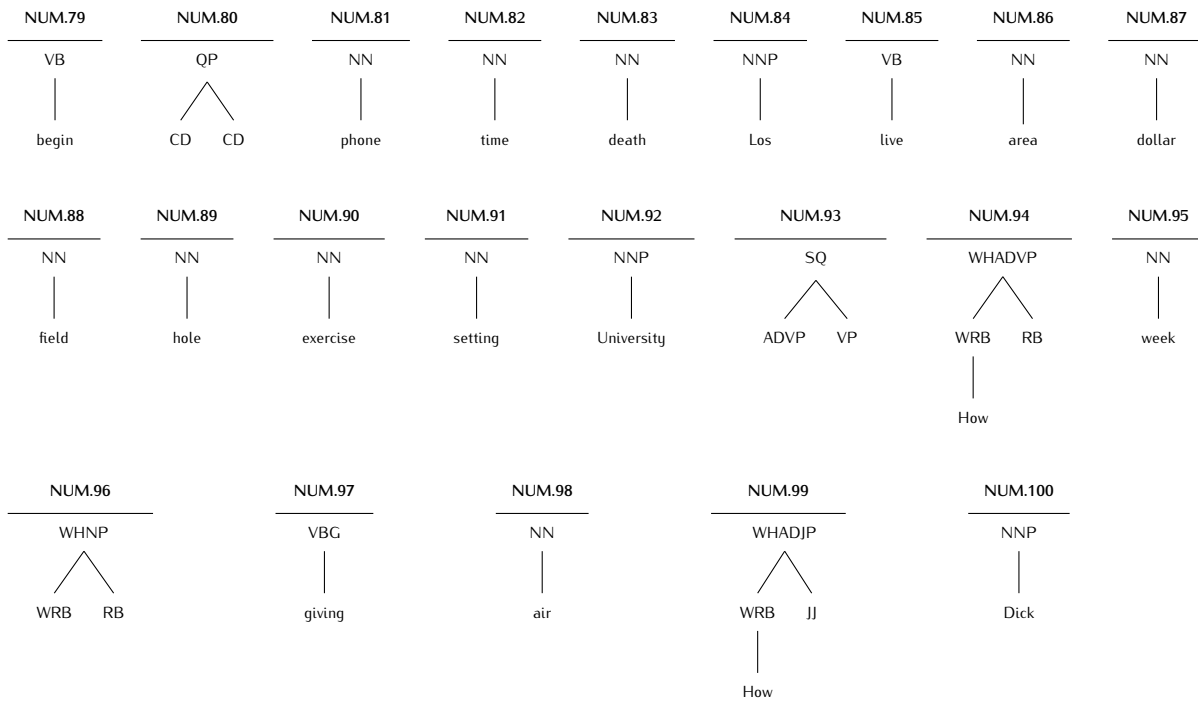 NUM.79 NUM.80 NUM.81 NUM.82 NUM.83 NUM.84 NUM.85 NUM.86 NUM.87
VB QP NN NN NN NNP VB NN NN
begin CD CD phone time death Los live area dollar
NUM.88 NUM.89 NUM.90 NUM.91 NUM.92 NUM.93 NUM.94 NUM.95
NN NN NN NN NNP SQ WHADVP NN
field hole exercise setting University ADVP VP WRB RB week
How
NUM.96 NUM.97 NUM.98 NUM.99 NUM.100
WHNP VBG NN WHADJP NNP
WRB RB giving air WRB JJ Dick
How